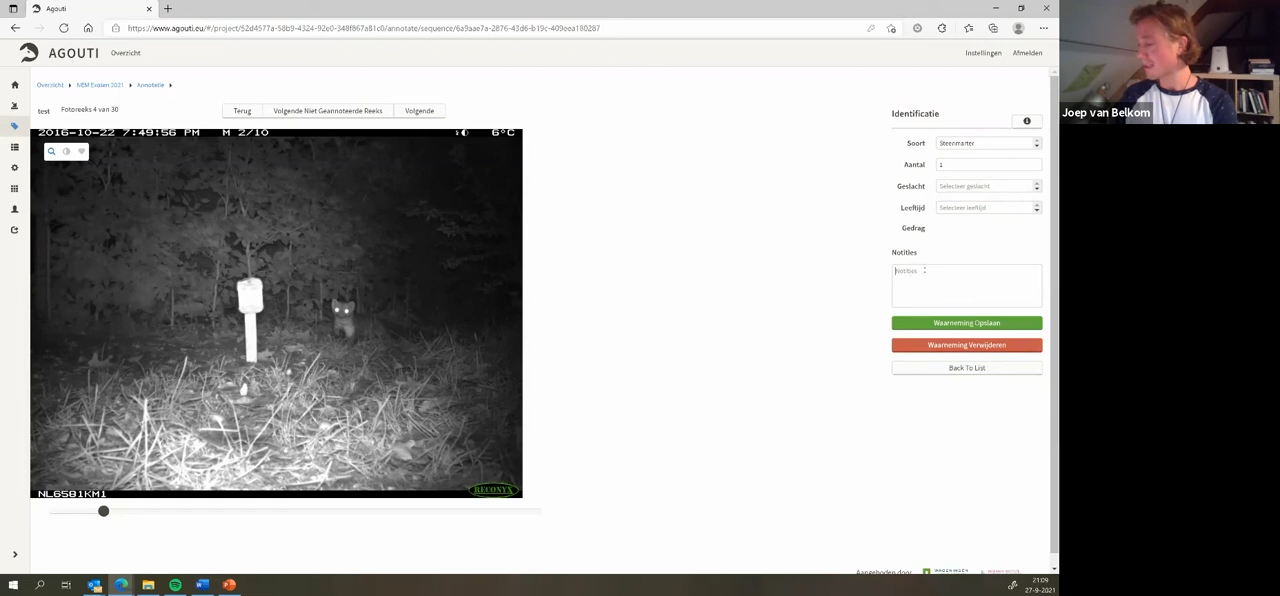 Agouti
https://www.agouti.eu/#/project/52d4577a-58b9-4324-92e0-348f867a81c0/annotate/sequence/6a9aae7a-2876-43d6-b19c-409eea180287
AGOUTI
Overzicht
Instellingen
Afmelden
Overzicht
NEM Examen 2021
Annotatie
test
Fotoreeks 4 van 30
Terug
Volgende Niet Geannoteerde Reeks
Volgende
2016-10-22 7:49:56 PM M 2/10 6°C
NL6581KM1
RECONYX
Identificatie
Soort
Steenmarter
Aantal
1
Geslacht
Selecteer geslacht
Leeftijd
Selecteer leeftijd
Gedrag
Notities
Notities
Waarneming Opslaan
Waarneming Verwijderen
Back To List
Aangeboden door
Joep van Belkom
21:09
27-9-2021